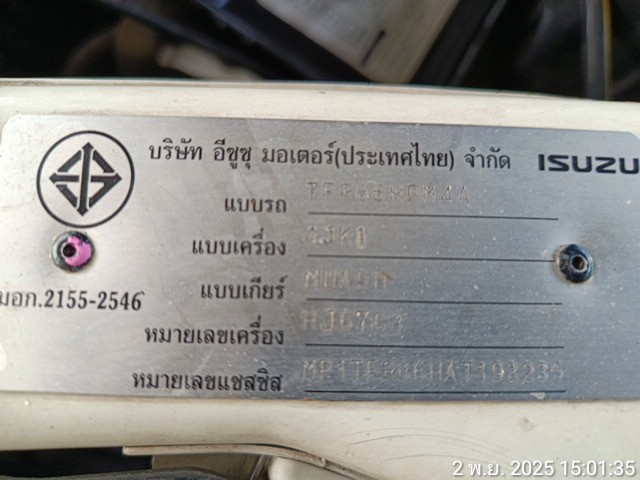 บริษัท อีซูซุ มอเตอร์(ประเทศไทย) จำกัด ISUZU
แบบรถ
แบบเครื่อง 4JK1
แบบเกียร์
มอก.2155-2546
หมายเลขเครื่อง
หมายเลขแชสซิส
2 พ.ย. 2025 15:01:35